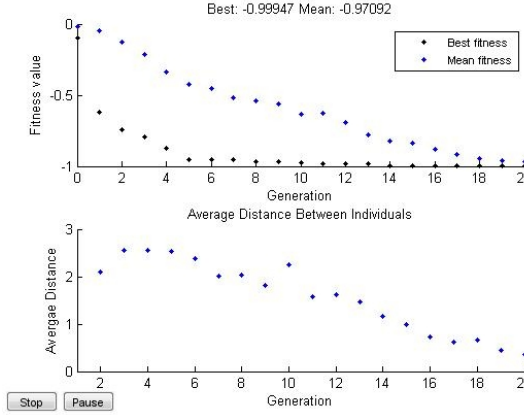 Best: -0.99947 Mean: -0.97092
0
-0.5
-1
Fitness value
Best fitness
Mean fitness
0 2 4 6 8 10 12 14 16 18 20
Generation
Average Distance Between Individuals
3
2
1
0
Avergae Distance
2 4 6 8 10 12 14 16 18 20
Generation
Stop Pause